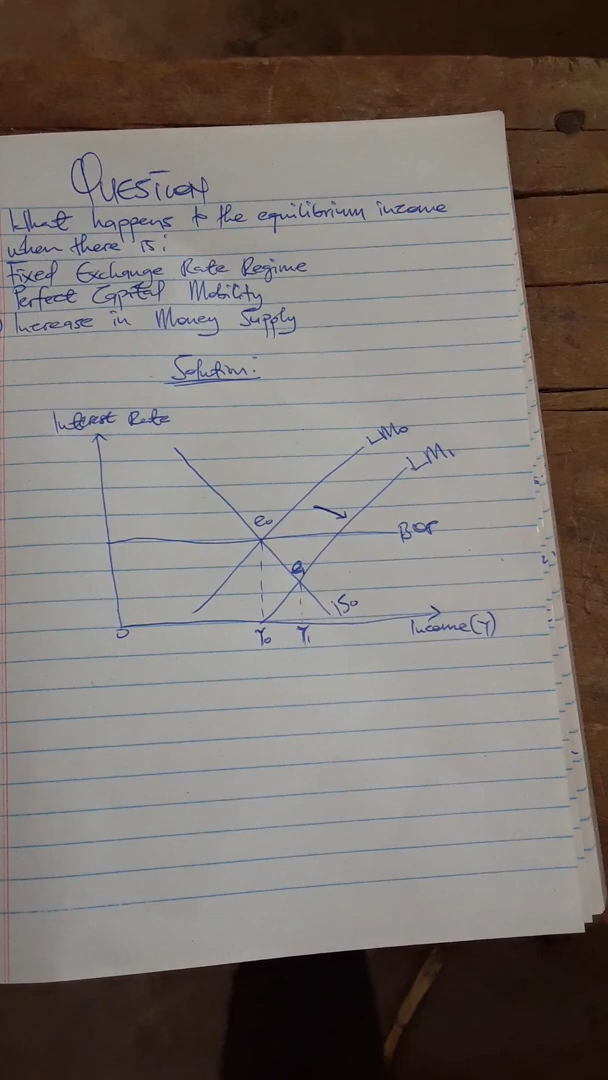 QUESTION
What happens to the equilibrium income
when there is:
Fixed Exchange Rate Regime
Perfect Capital Mobility
) Increase in Money Supply
Solution:
Interest Rate
LM₀
LM₁
e₀
BOP
e₁
IS₀
0
Y₀
Y₁
Income(Y)